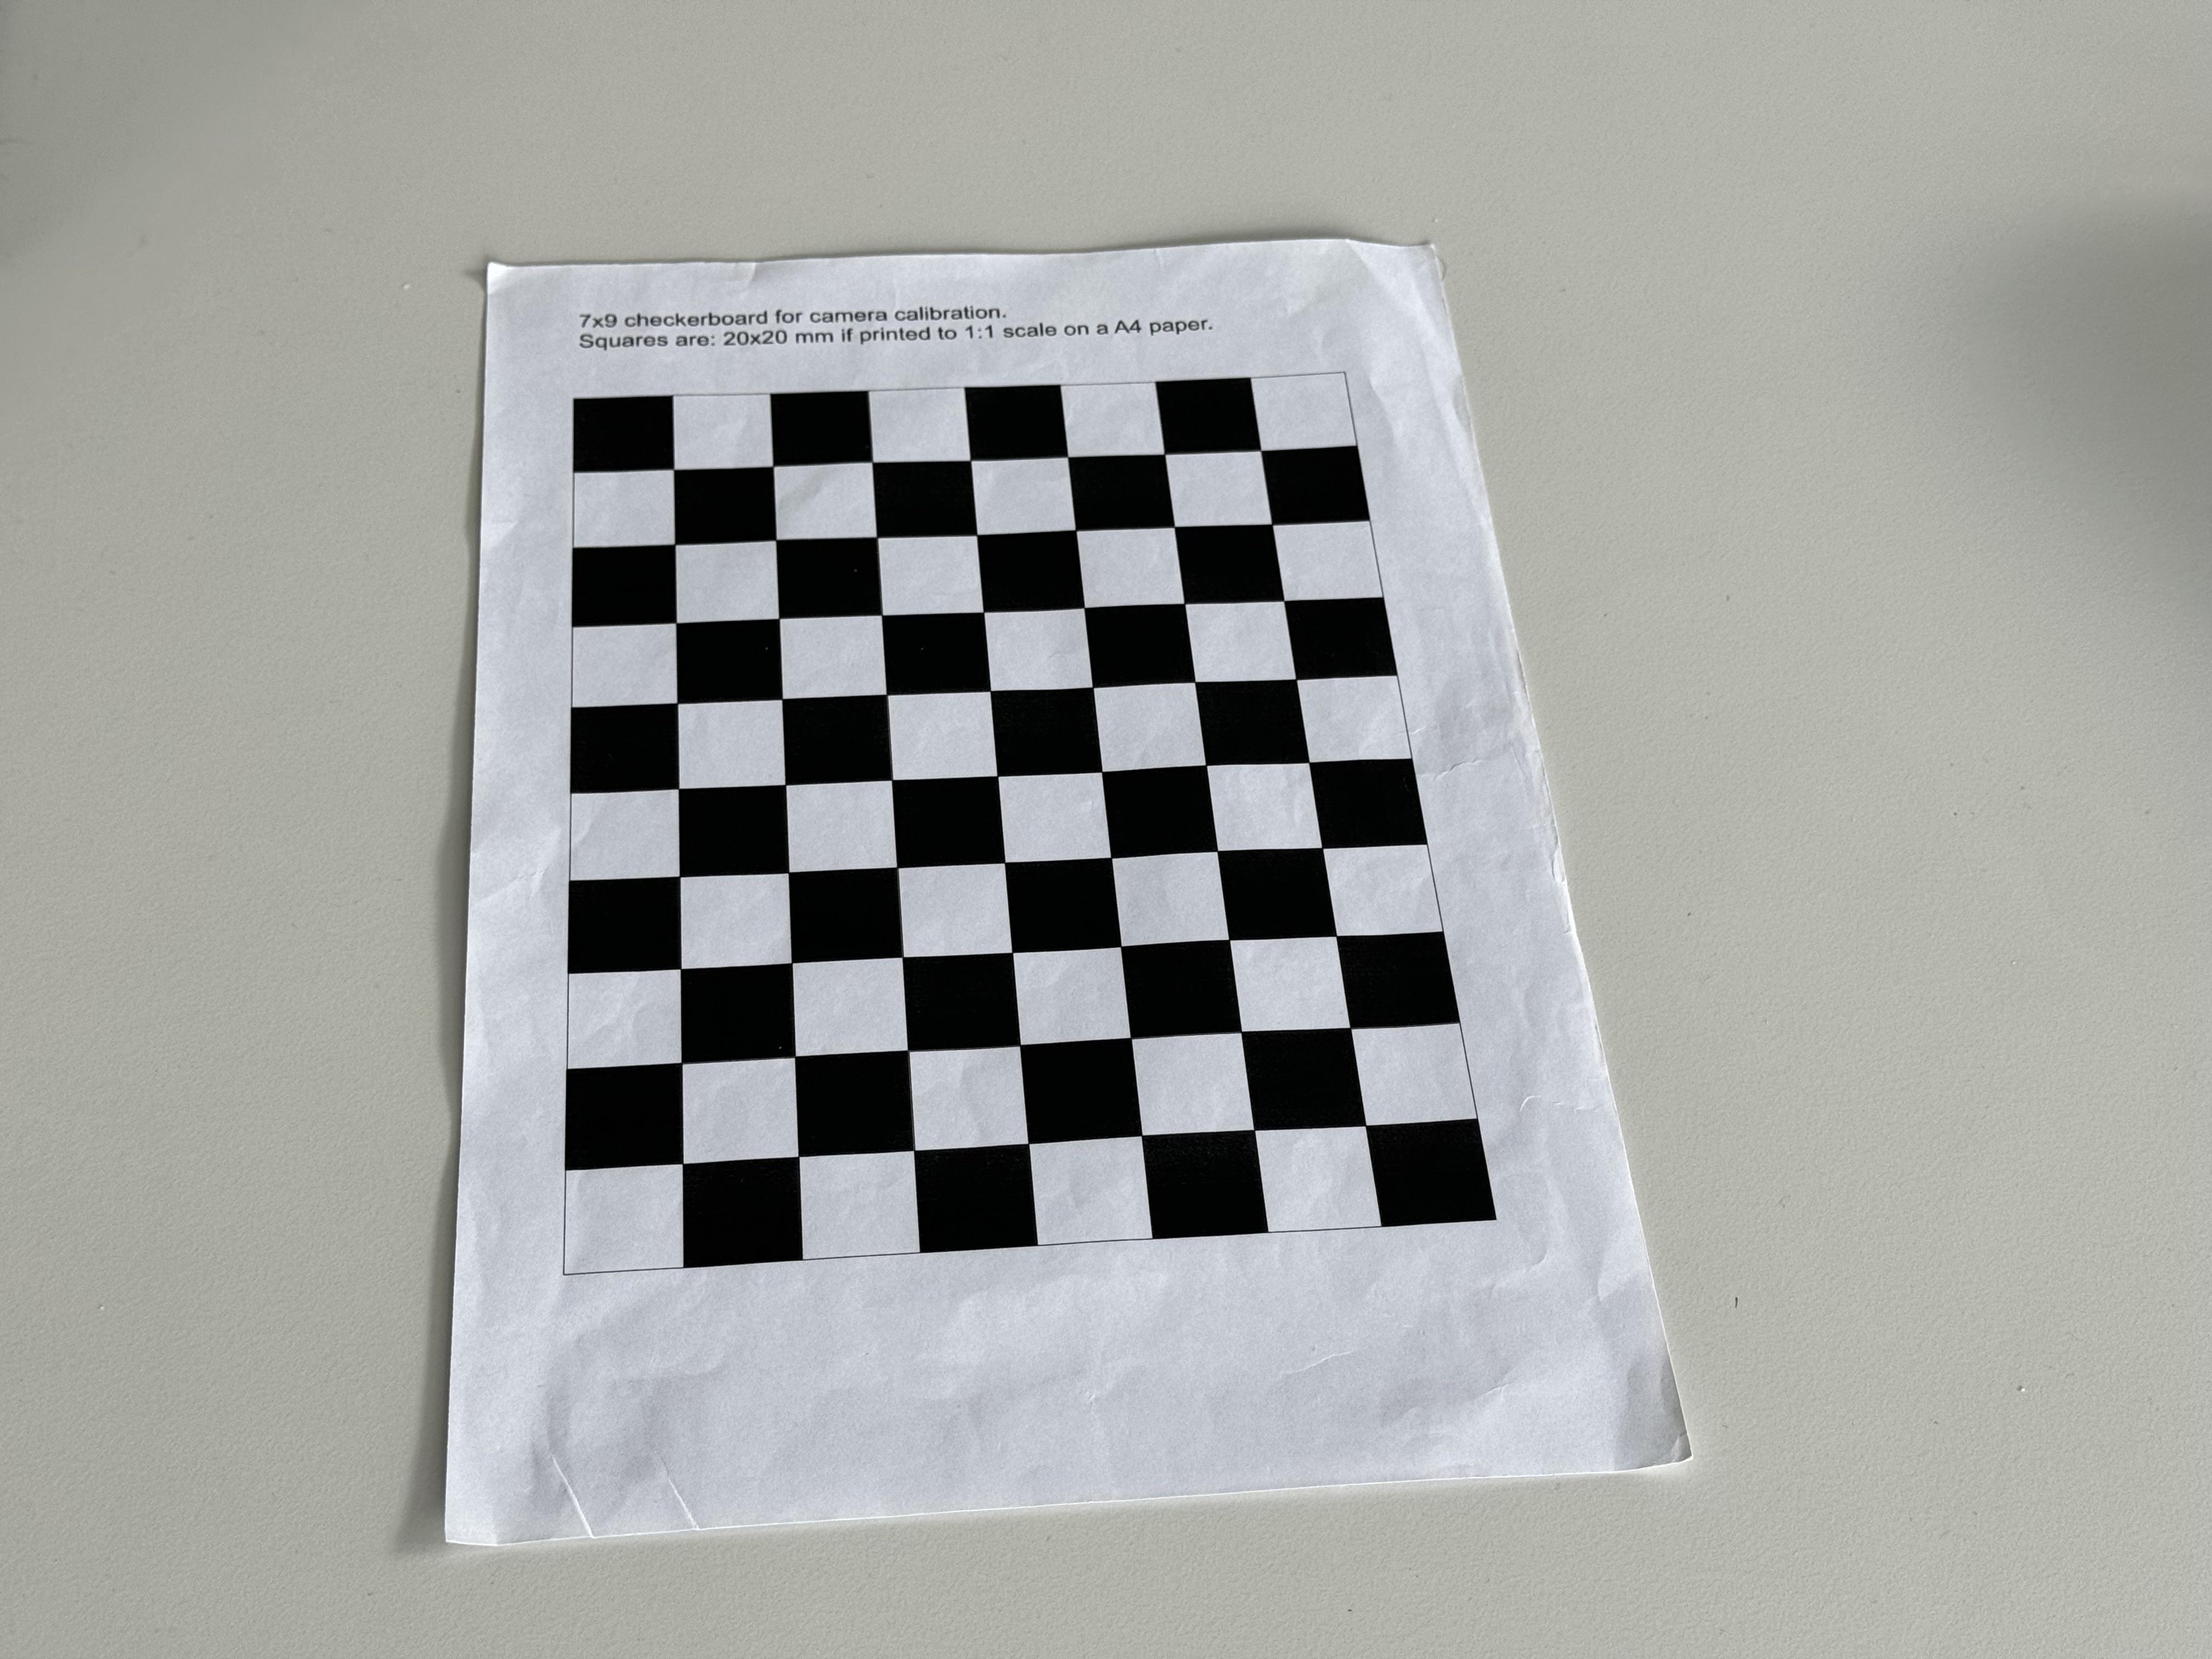 7x9 checkerboard for camera calibration.
Squares are: 20x20 mm if printed to 1:1 scale on a A4 paper.